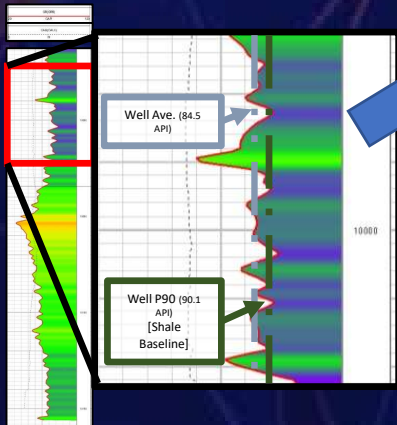 Well Ave. (84.5
API)
10000
Well P90 (90.1
API)
[Shale
Baseline]